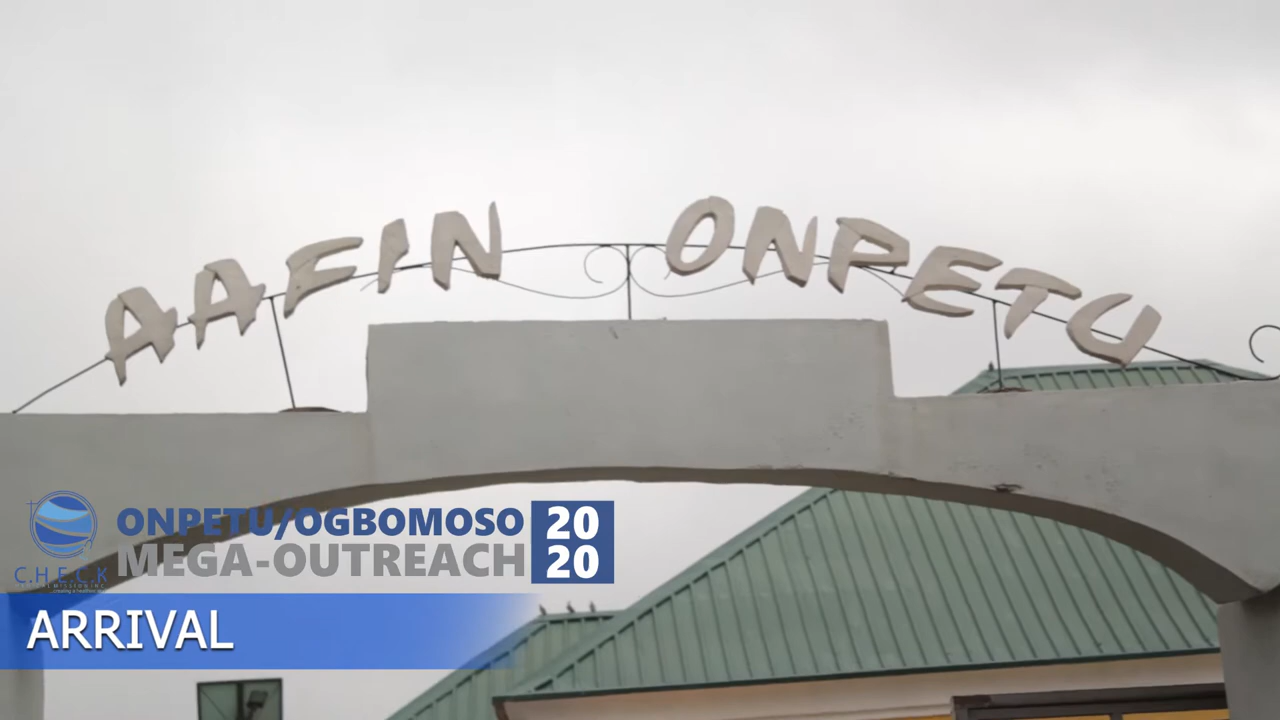 AAFIN ONPETU
ONPETU/OGBOMOSO
MEGA-OUTREACH
20
20
C.H.E.C.K
ARRIVAL